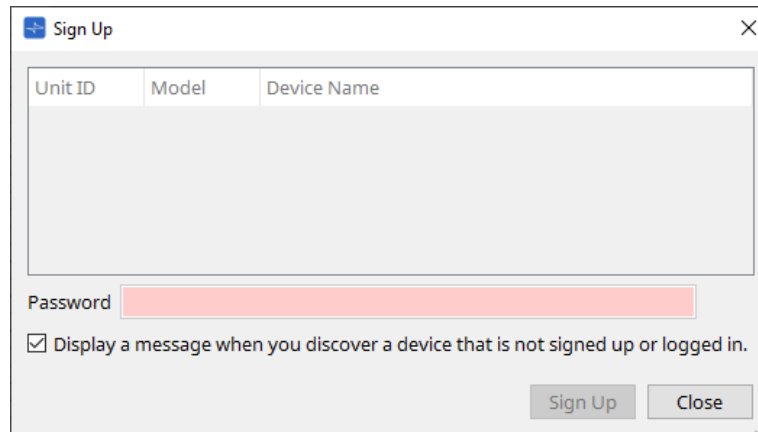 Sign Up
Unit ID Model Device Name
Password
Display a message when you discover a device that is not signed up or logged in.
Sign Up Close